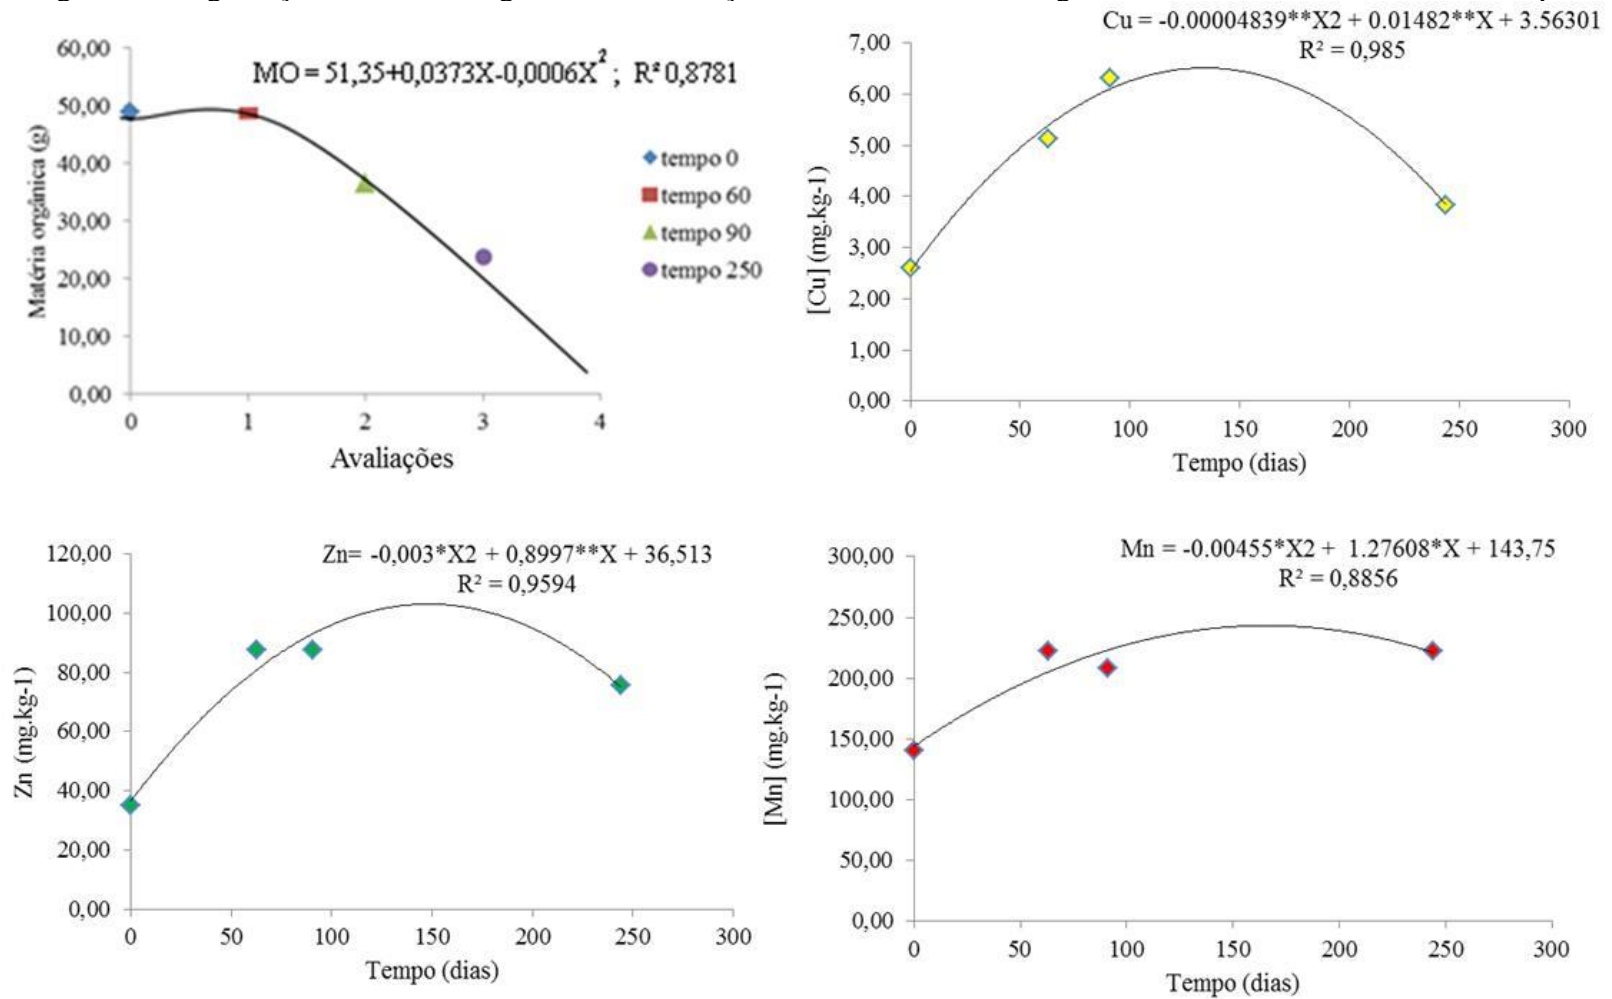 Cu = -0.00004839**X2 + 0.01482**X + 3.56301
R² = 0,985
MO = 51,35+0,0373X-0,0006X² ; R² 0,8781
60,00
50,00
40,00
30,00
20,00
10,00
0,00
Matéria orgânica (g)
0 1 2 3 4
Avaliações
tempo 0
tempo 60
tempo 90
tempo 250
7,00
6,00
5,00
4,00
3,00
2,00
1,00
0,00
[Cu] (mg.kg-1)
0 50 100 150 200 250 300
Tempo (dias)
Zn= -0,003*X2 + 0,8997**X + 36,513
R² = 0,9594
120,00
100,00
80,00
60,00
40,00
20,00
0,00
Zn (mg.kg-1)
0 50 100 150 200 250 300
Tempo (dias)
Mn = -0.00455*X2 + 1.27608*X + 143,75
R² = 0,8856
300,00
250,00
200,00
150,00
100,00
50,00
0,00
[Mn] (mg.kg-1)
0 50 100 150 200 250 300
Tempo (dias)